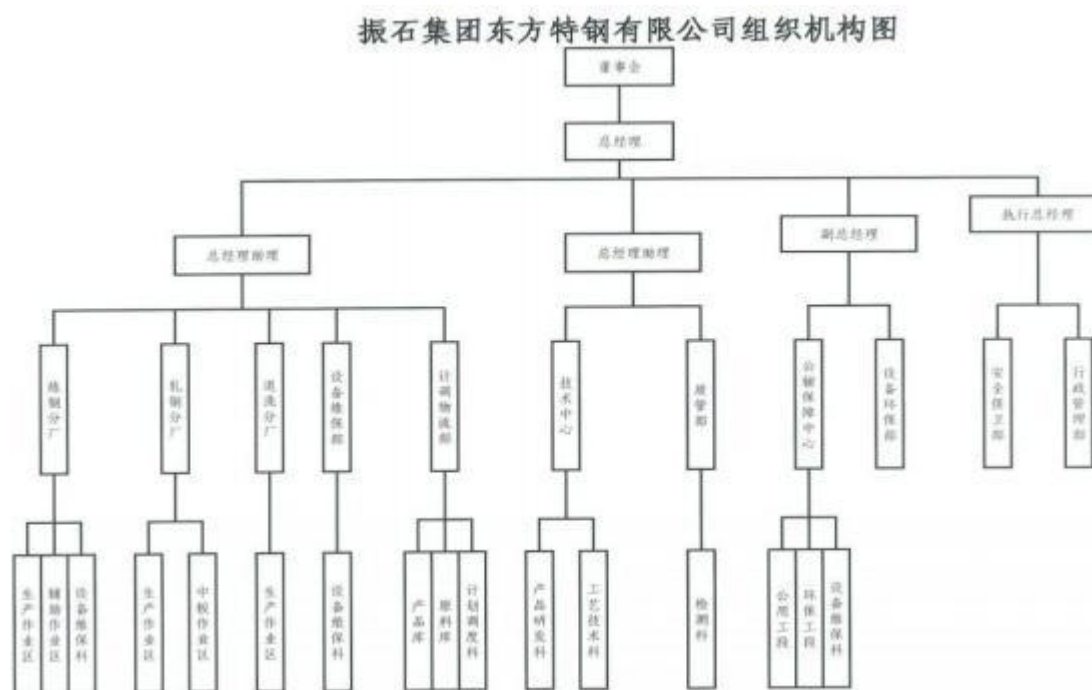 振石集团东方特钢有限公司组织机构图
董事会
总经理
执行总经理
副总经理
总经理助理
总经理助理
炼钢分厂
轧钢分厂
退洗分厂
设备维保部
计调物流部
技术中心
质管部
公辅保障中心
设备环保部
安全保卫部
行政管理部
生产作业区
辅助作业区
设备维保科
生产作业区
中板作业区
生产作业区
设备维保科
产品库
原料库
计划调度科
产品研发科
工艺技术科
检测科
公用工段
环保工段
设备维保科